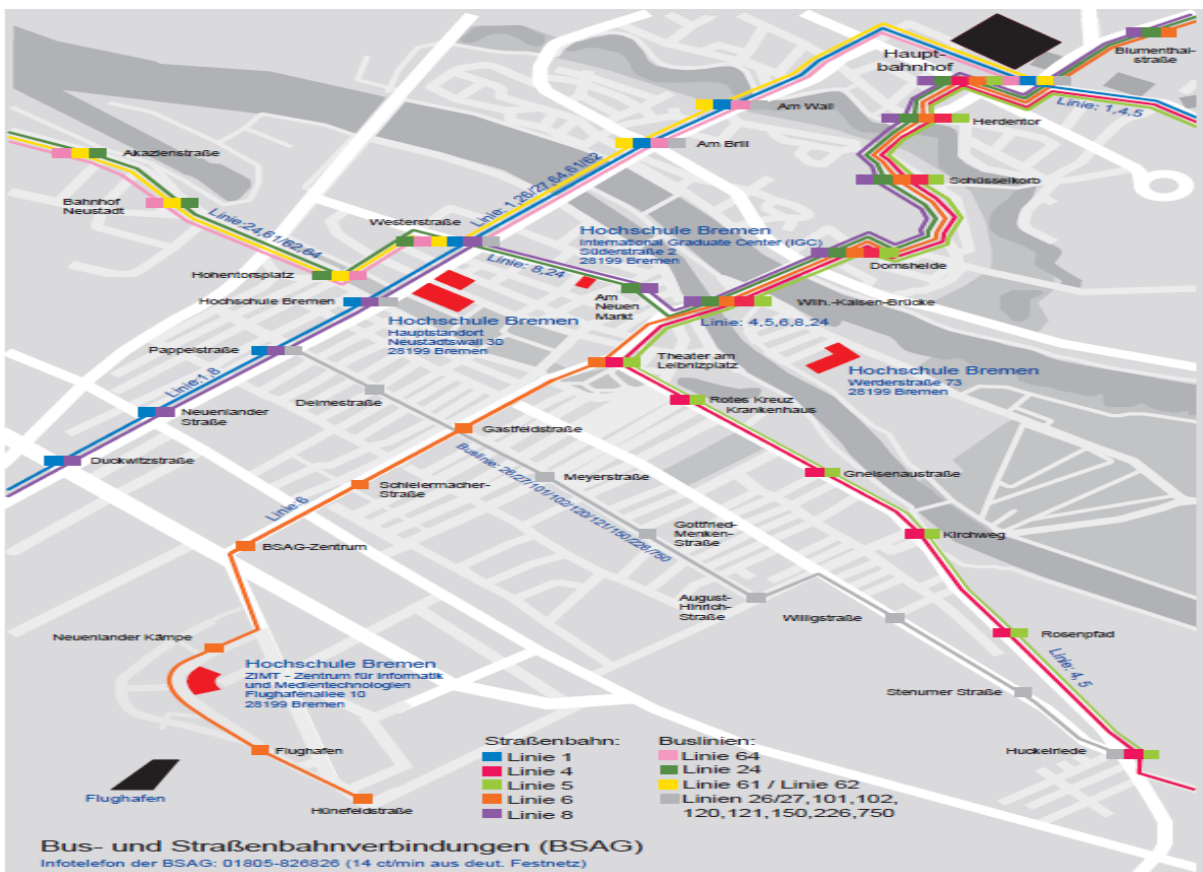 Haupt-
bahnhof
Blumenthal-
straße
Linie: 1,4,5
Am Wall
Herdentor
Am Brill
Akazienstraße
Schüsselkorb
Linie: 1,26/27,64,61/62
Bahnhof
Neustadt
Linie:24,61/62,64
Westerstraße
Hochschule Bremen
International Graduate Center (IGC)
Süderstraße 2
28199 Bremen
Linie: 8,24
Domsheide
Hohentorsplatz
Hochschule Bremen
Am
Neuen
Markt
Wilh.-Kaisen-Brücke
Linie: 4,5,6,8,24
Hochschule Bremen
Hauptstandort
Neustadtswall 30
28199 Bremen
Pappelstraße
Theater am
Leibnizplatz
Hochschule Bremen
Werderstraße 73
28199 Bremen
Linie:1,8
Delmestraße
Rotes Kreuz
Krankenhaus
Neuenlander
Straße
Gastfeldstraße
Duckwitzstraße
Buslinie: 26/27/101/102/120/121/150/226/750
Meyerstraße
Gneisenaustraße
Schleiermacher-
Straße
Linie:6
Gottfried-
Menken-
Straße
Kirchweg
BSAG-Zentrum
August-
Hinrich-
Straße
Willigstraße
Neuenlander Kämpe
Rosenpfad
Hochschule Bremen
ZIMT - Zentrum für Informatik
und Medientechnologien
Flughafenallee 10
28199 Bremen
Linie: 4, 5
Stenumer Straße
Flughafen
Huckelriede
Flughafen
Hünefeldstraße
Straßenbahn:
Linie 1
Linie 4
Linie 5
Linie 6
Linie 8
Buslinien:
Linie 64
Linie 24
Linie 61 / Linie 62
Linien 26/27,101,102,
120,121,150,226,750
Bus- und Straßenbahnverbindungen (BSAG)
Infotelefon der BSAG: 01805-826826 (14 ct/min aus deut. Festnetz)